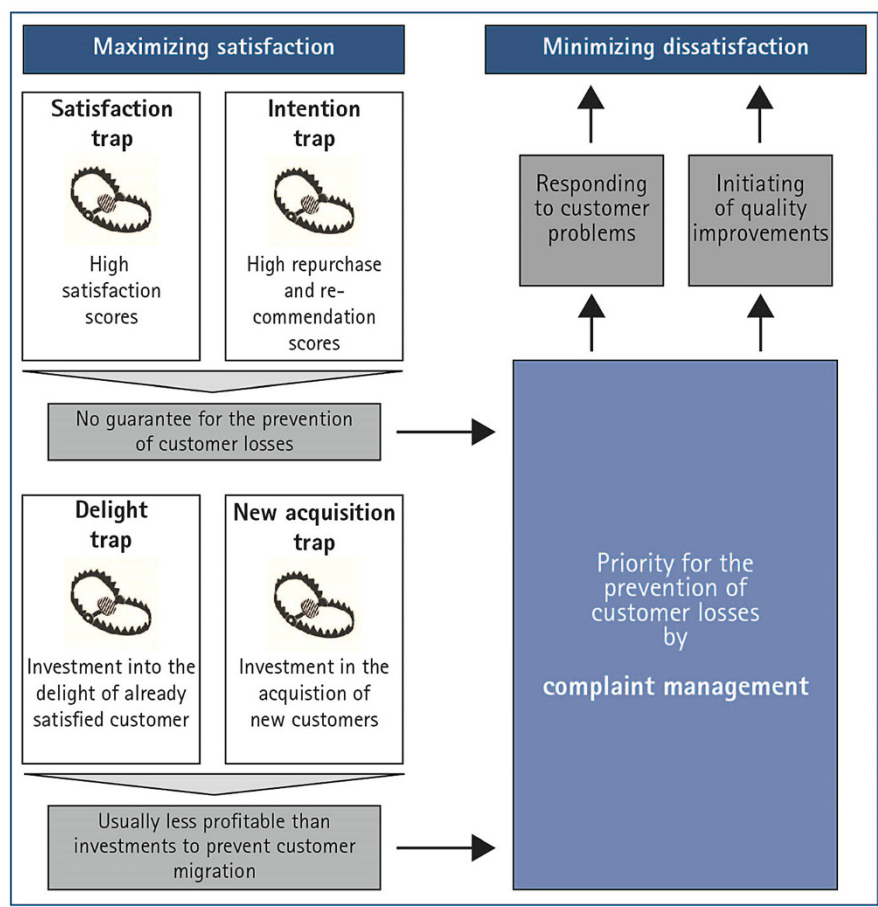 Maximizing satisfaction
Minimizing dissatisfaction
Satisfaction
trap
High
satisfaction
scores
Intention
trap
High repurchase
and re-
commendation
scores
Responding
to customer
problems
Initiating
of quality
improvements
No guarantee for the prevention
of customer losses
Delight
trap
Investment into the
delight of already
satisfied customer
New acquisition
trap
Investment in the
acquistion of
new customers
Usually less profitable than
investments to prevent customer
migration
Priority for the
prevention of
customer losses
by
complaint management